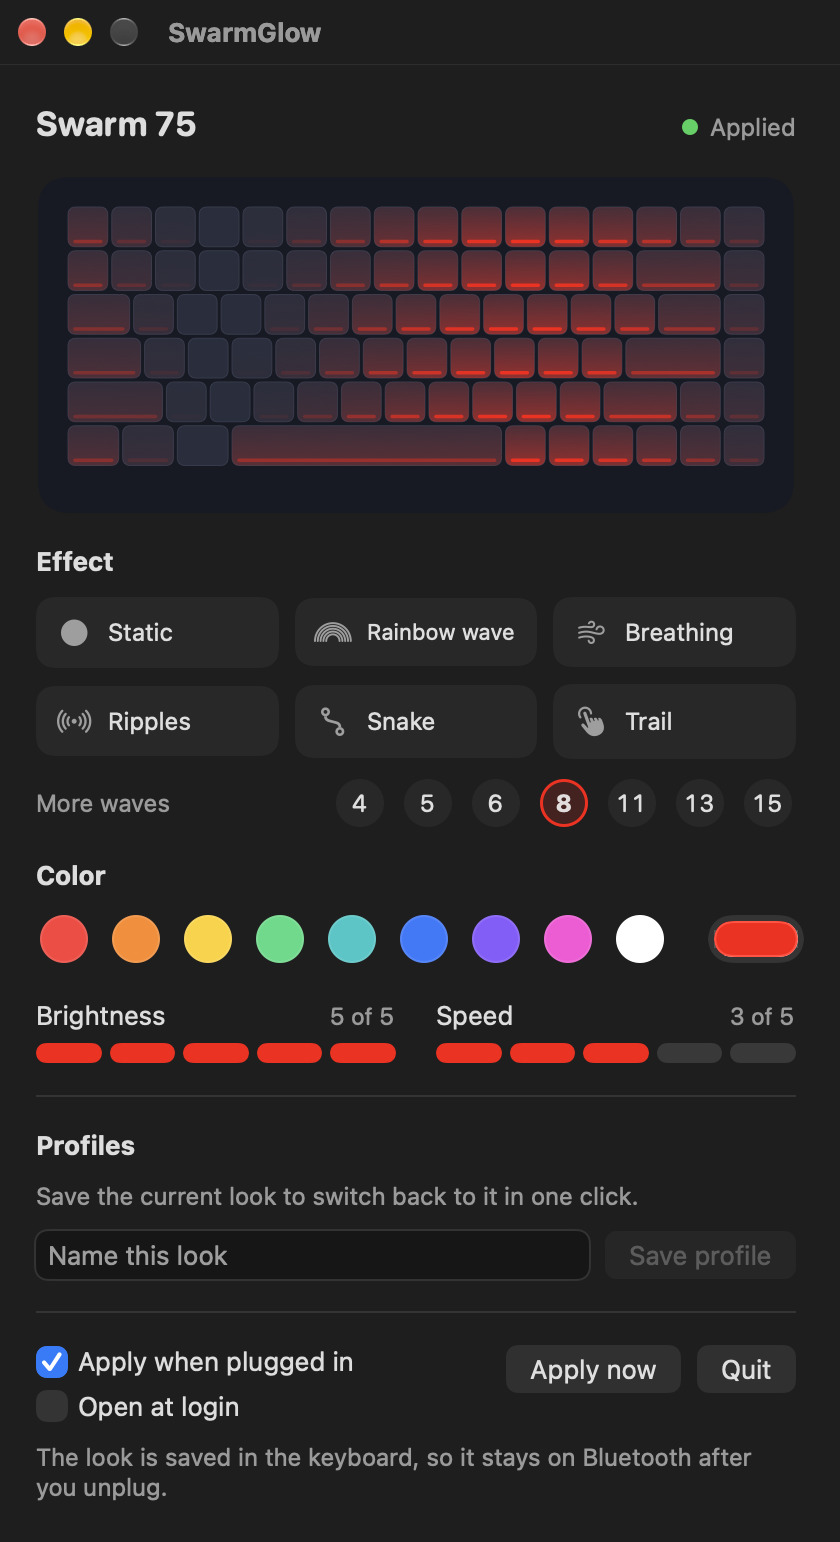 SwarmGlow
Swarm 75
Applied
Effect
Static
Rainbow wave
Breathing
Ripples
Snake
Trail
More waves
4
5
6
8
11
13
15
Color
Brightness
5 of 5
Speed
3 of 5
Profiles
Save the current look to switch back to it in one click.
Name this look
Save profile
Apply when plugged in
Apply now
Quit
Open at login
The look is saved in the keyboard, so it stays on Bluetooth after
you unplug.